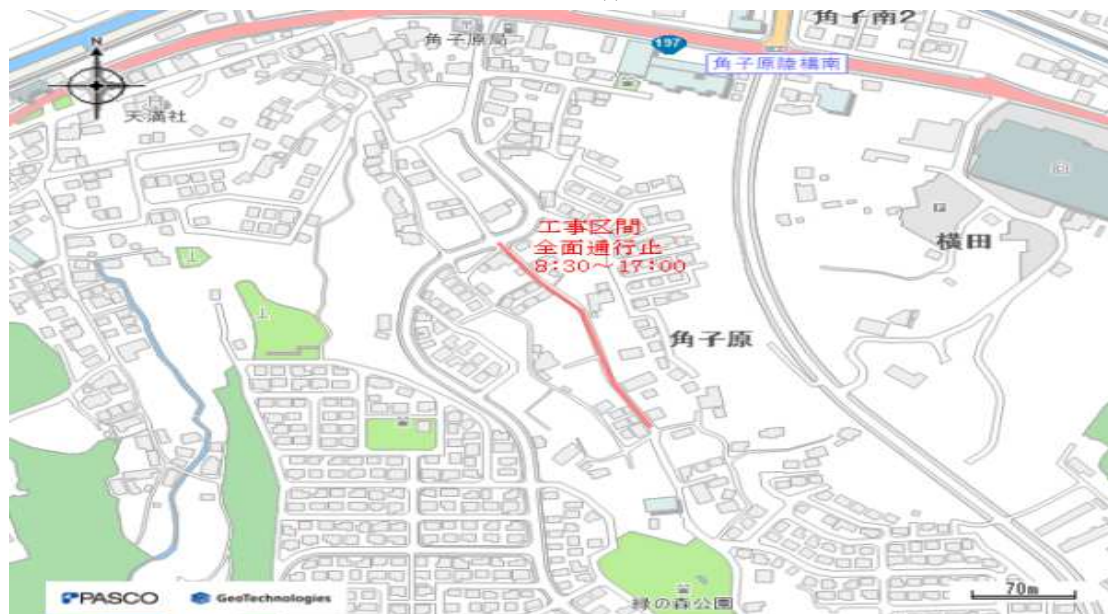 角子南2
角子原局
197
角子原陸橋南
N
天満社
工事区間
全面通行止
8:30～17:00
横田
角子原
緑の森公園
70m
PASCO
GeoTechnologies